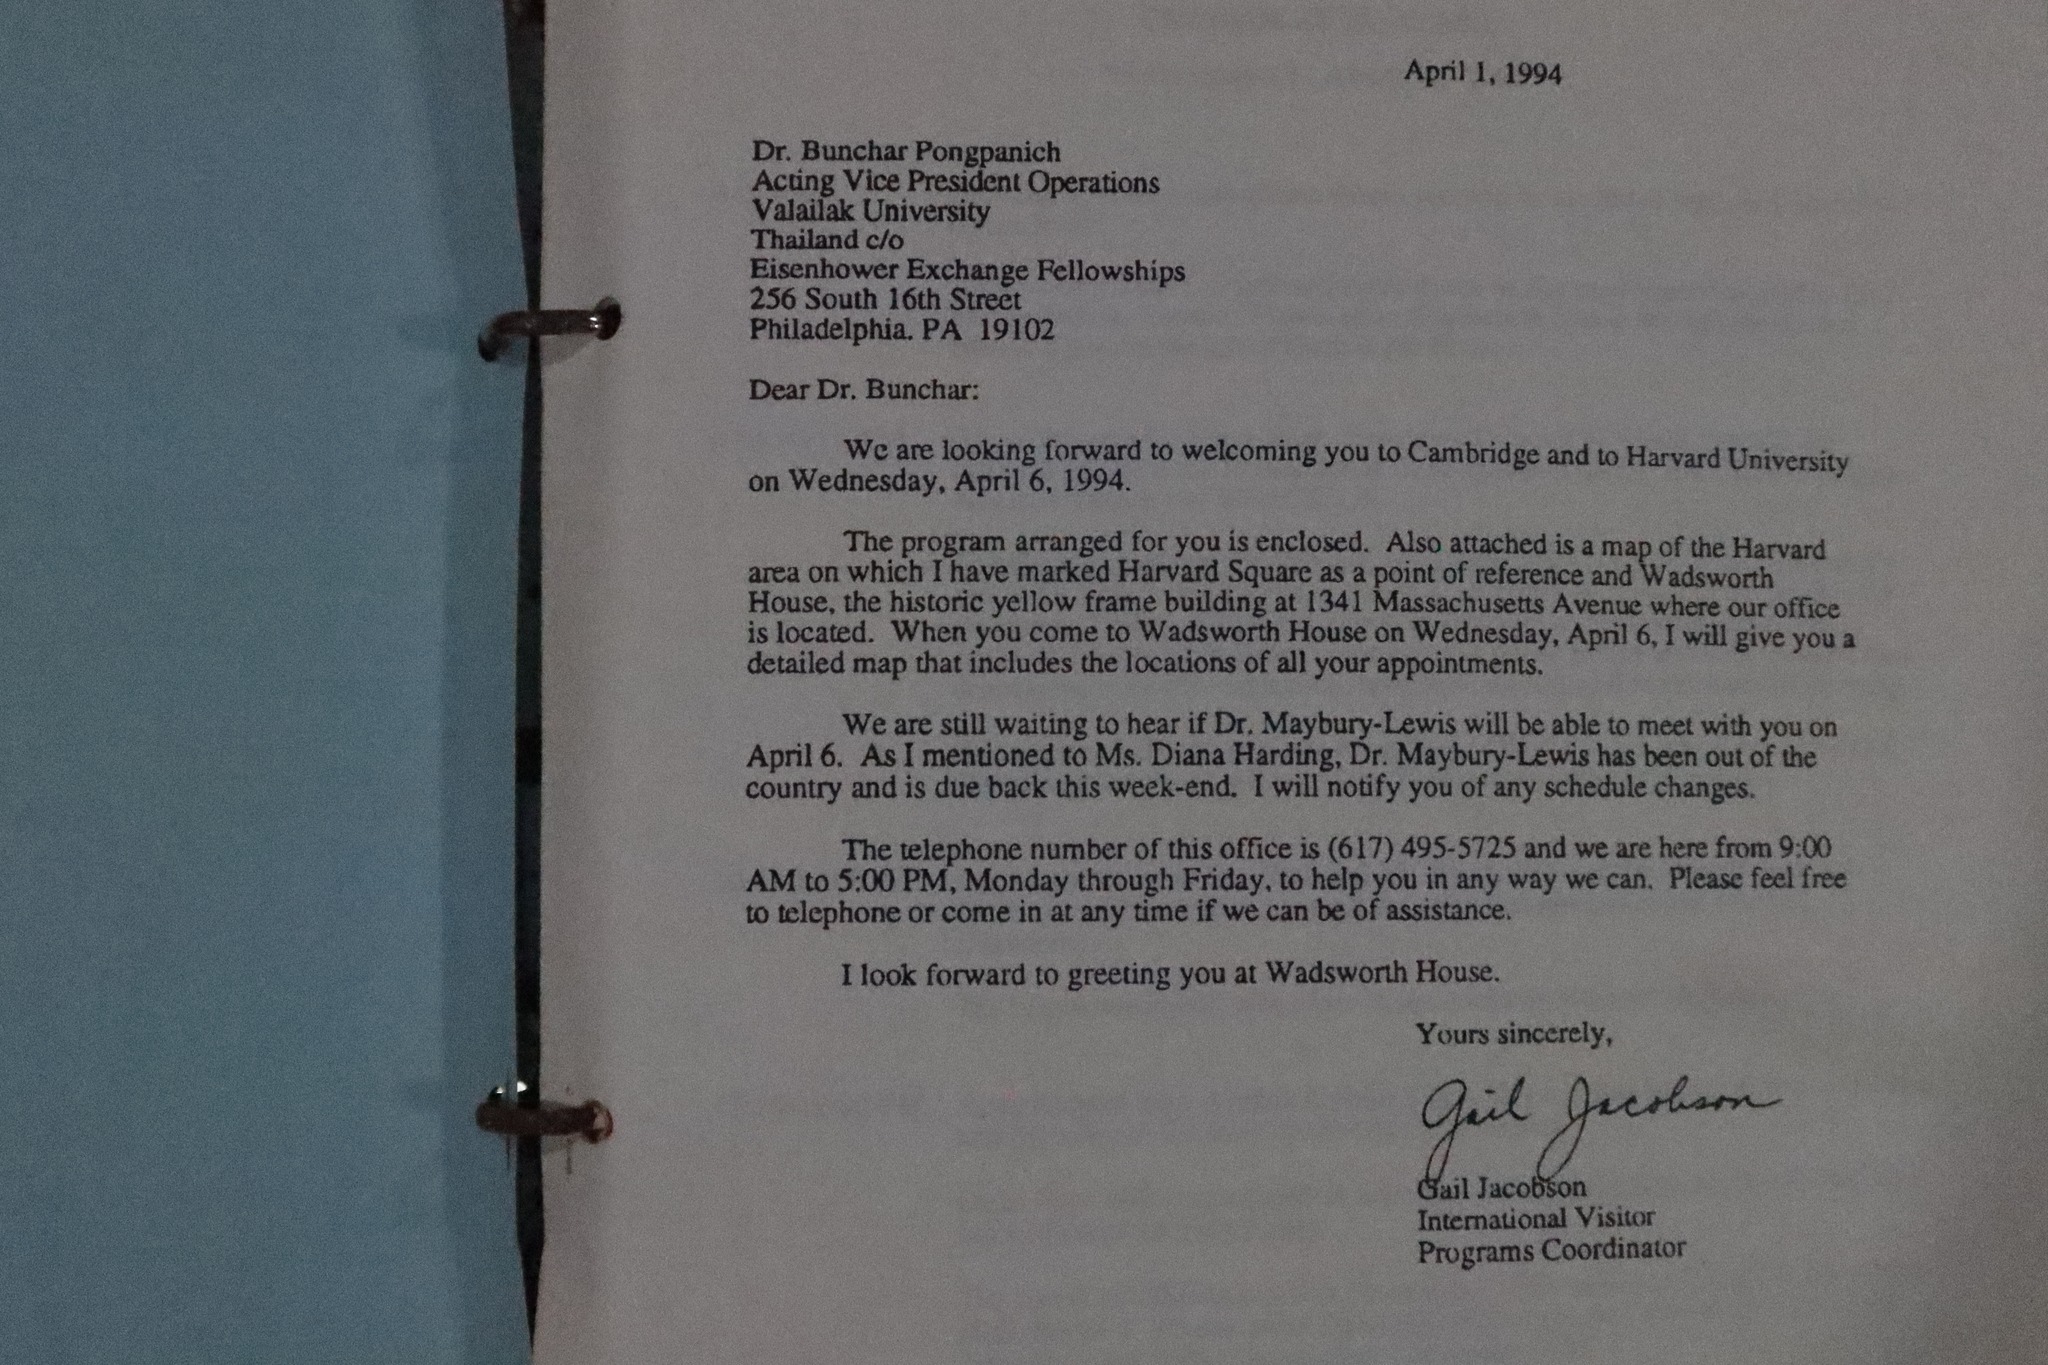 April 1, 1994
Dr. Bunchar Pongpanich
Acting Vice President Operations
Valailak University
Thailand c/o
Eisenhower Exchange Fellowships
256 South 16th Street
Philadelphia. PA 19102
Dear Dr. Bunchar:
We are looking forward to welcoming you to Cambridge and to Harvard University
on Wednesday, April 6, 1994.
The program arranged for you is enclosed. Also attached is a map of the Harvard
area on which I have marked Harvard Square as a point of reference and Wadsworth
House, the historic yellow frame building at 1341 Massachusetts Avenue where our office
is located. When you come to Wadsworth House on Wednesday, April 6, I will give you a
detailed map that includes the locations of all your appointments.
We are still waiting to hear if Dr. Maybury-Lewis will be able to meet with you on
April 6. As I mentioned to Ms. Diana Harding, Dr. Maybury-Lewis has been out of the
country and is due back this week-end. I will notify you of any schedule changes.
The telephone number of this office is (617) 495-5725 and we are here from 9:00
AM to 5:00 PM, Monday through Friday, to help you in any way we can. Please feel free
to telephone or come in at any time if we can be of assistance.
I look forward to greeting you at Wadsworth House.
Yours sincerely,
Gail Jacobson
Gail Jacobson
International Visitor
Programs Coordinator